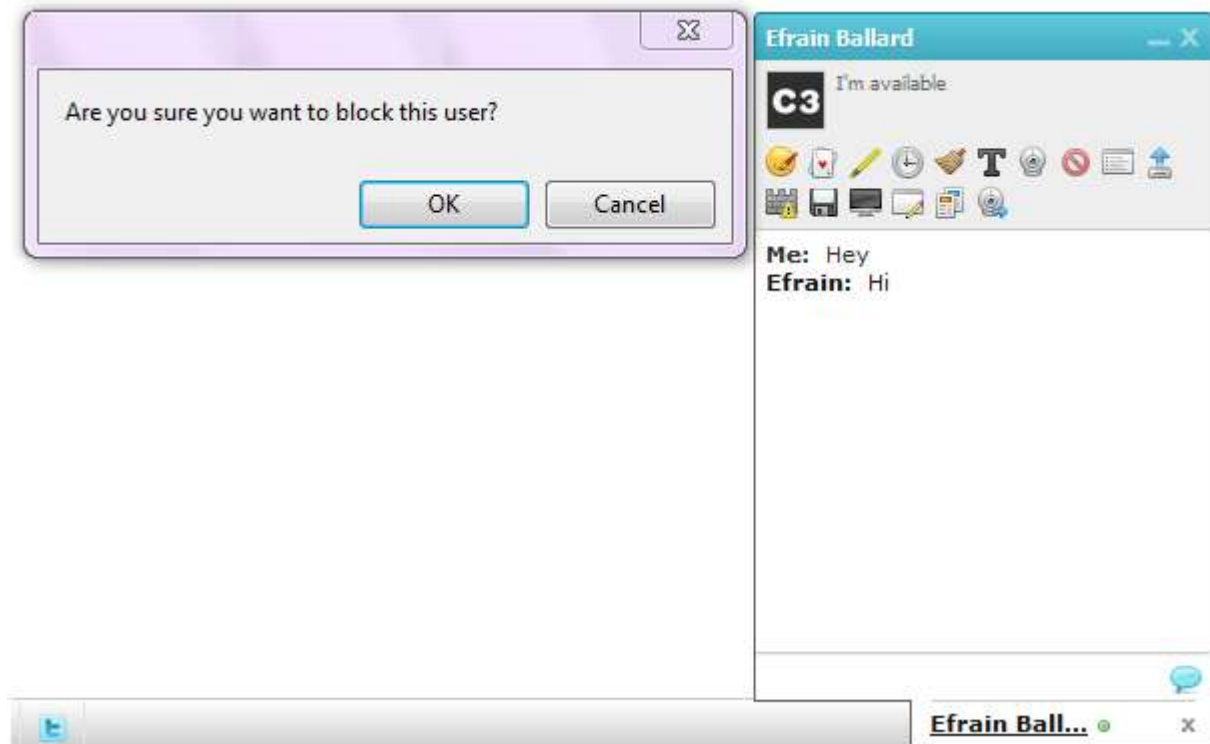 Are you sure you want to block this user?
OK
Cancel
Efrain Ballard
C3
I'm available
T
Me: Hey
Efrain: Hi
Efrain Ball...